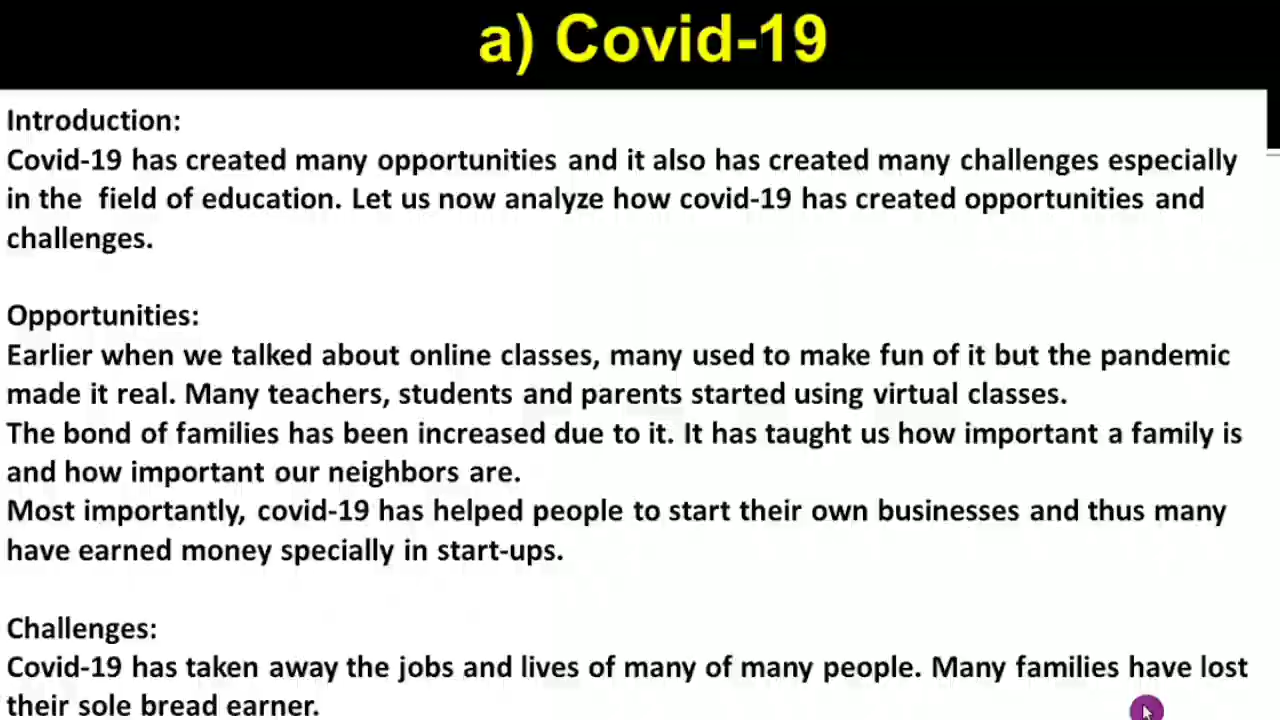 a) Covid-19
Introduction:
Covid-19 has created many opportunities and it also has created many challenges especially
in the field of education. Let us now analyze how covid-19 has created opportunities and
challenges.
Opportunities:
Earlier when we talked about online classes, many used to make fun of it but the pandemic
made it real. Many teachers, students and parents started using virtual classes.
The bond of families has been increased due to it. It has taught us how important a family is
and how important our neighbors are.
Most importantly, covid-19 has helped people to start their own businesses and thus many
have earned money specially in start-ups.
Challenges:
Covid-19 has taken away the jobs and lives of many of many people. Many families have lost
their sole bread earner.